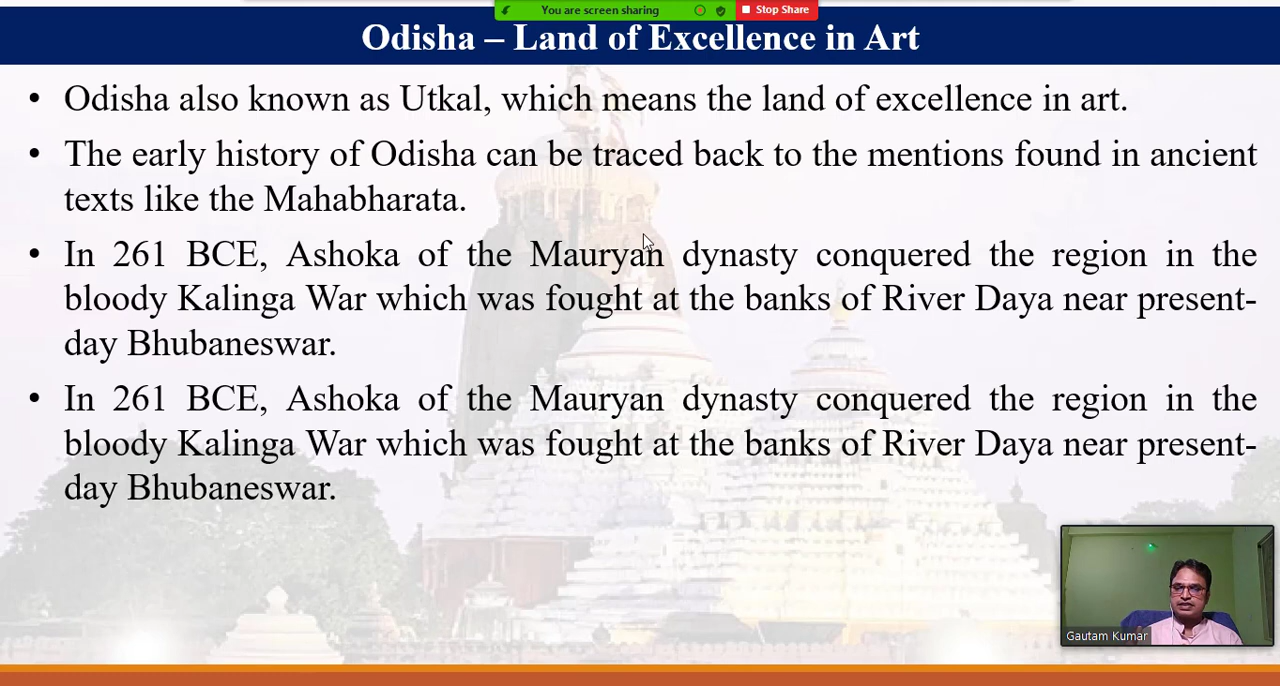 You are screen sharing
Stop Share
Odisha – Land of Excellence in Art
• Odisha also known as Utkal, which means the land of excellence in art.
• The early history of Odisha can be traced back to the mentions found in ancient
texts like the Mahabharata.
• In 261 BCE, Ashoka of the Mauryan dynasty conquered the region in the
bloody Kalinga War which was fought at the banks of River Daya near present-
day Bhubaneswar.
• In 261 BCE, Ashoka of the Mauryan dynasty conquered the region in the
bloody Kalinga War which was fought at the banks of River Daya near present-
day Bhubaneswar.
Gautam Kumar